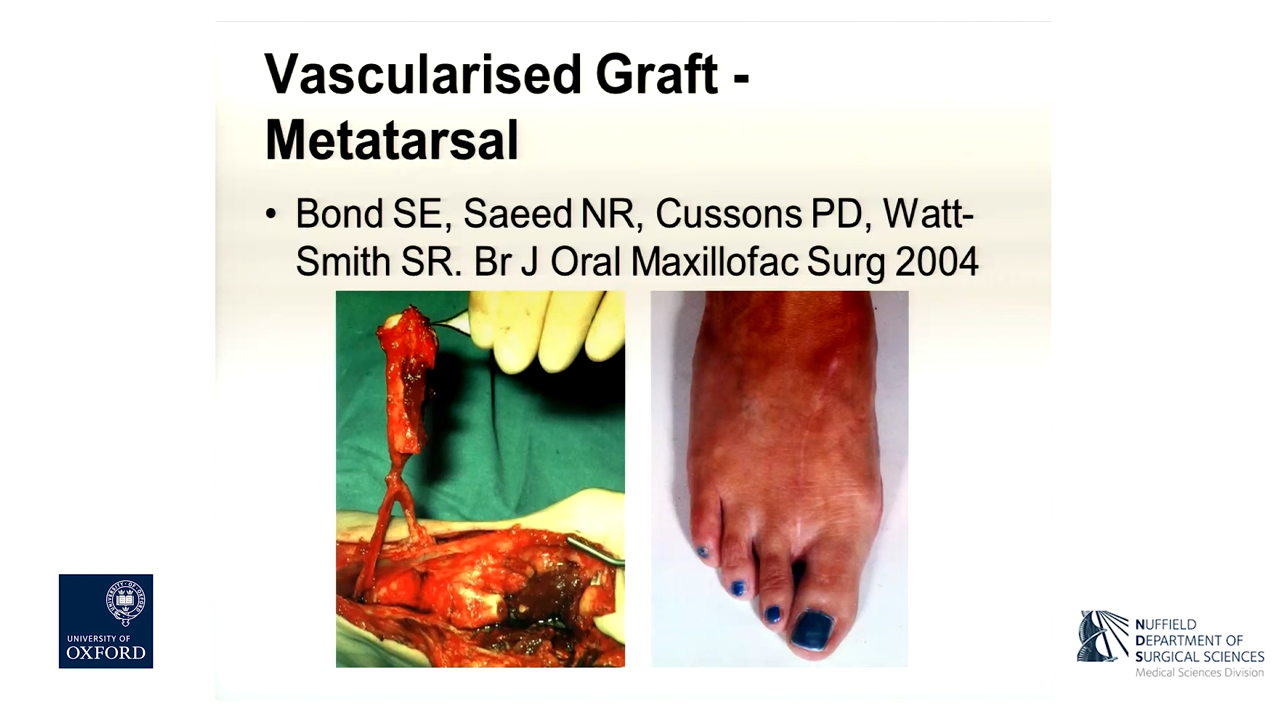 Vascularised Graft -
Metatarsal
• Bond SE, Saeed NR, Cussons PD, Watt-
Smith SR. Br J Oral Maxillofac Surg 2004
UNIVERSITY OF
OXFORD
NUFFIELD
DEPARTMENT OF
SURGICAL SCIENCES
Medical Sciences Division